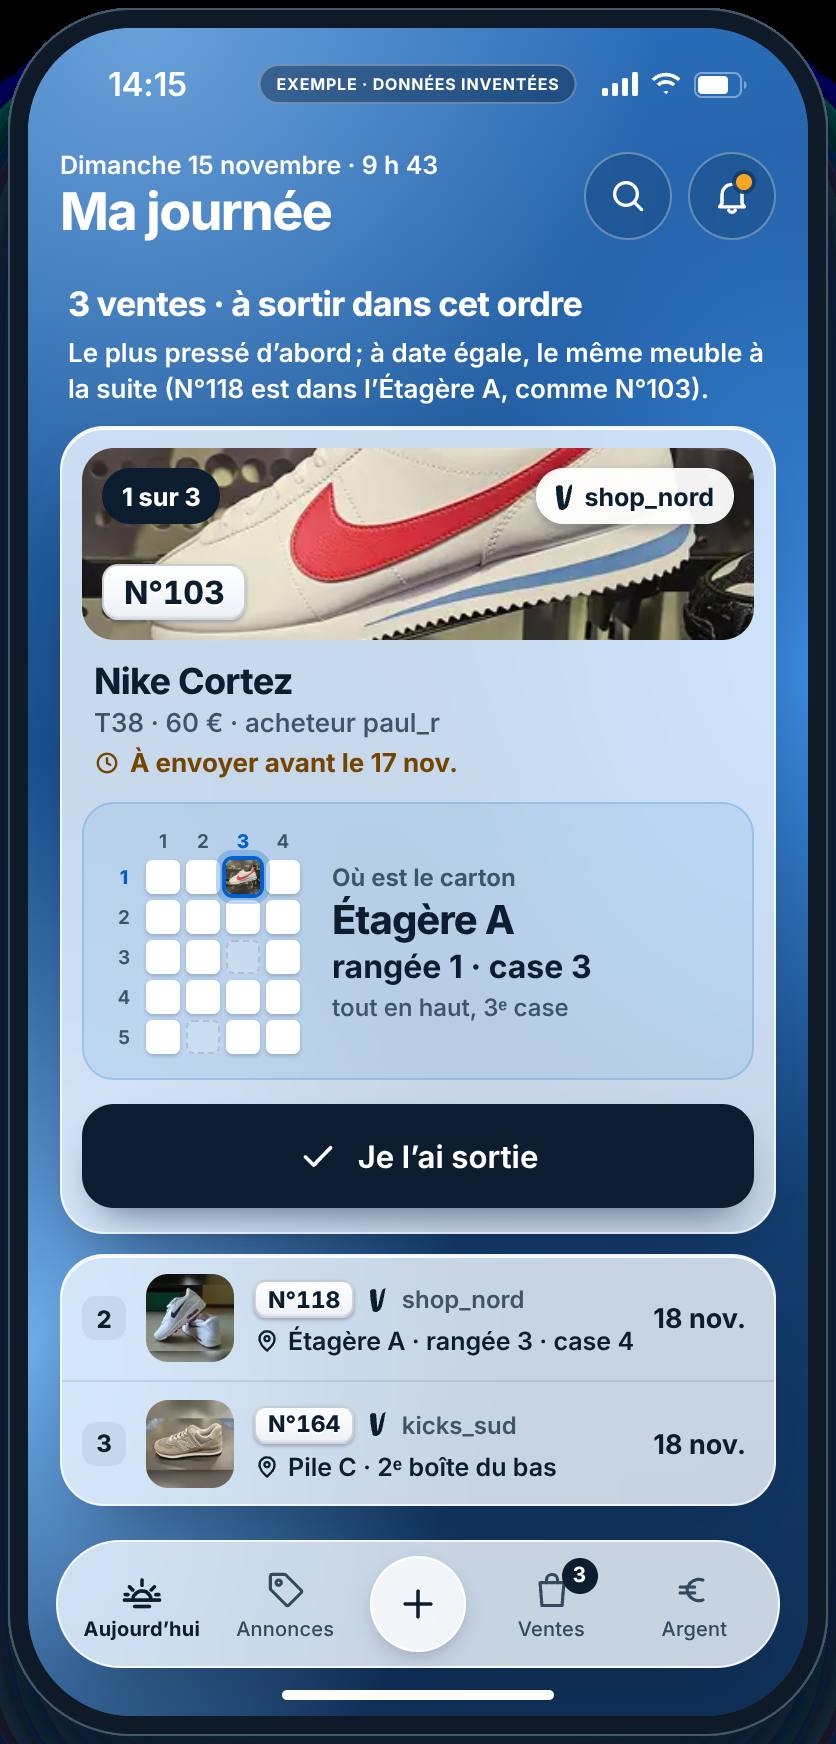 14:15
EXEMPLE · DONNÉES INVENTÉES
Dimanche 15 novembre · 9 h 43
Ma journée
3 ventes · à sortir dans cet ordre
Le plus pressé d’abord ; à date égale, le même meuble à
la suite (N°118 est dans l’Étagère A, comme N°103).
1 sur 3
shop_nord
N°103
Nike Cortez
T38 · 60 € · acheteur paul_r
À envoyer avant le 17 nov.
1 2 3 4
1
2
3
4
5
Où est le carton
Étagère A
rangée 1 · case 3
tout en haut, 3ᵉ case
Je l’ai sortie
2
N°118
shop_nord
Étagère A · rangée 3 · case 4
18 nov.
3
N°164
kicks_sud
Pile C · 2ᵉ boîte du bas
18 nov.
Aujourd’hui
Annonces
3
Ventes
Argent